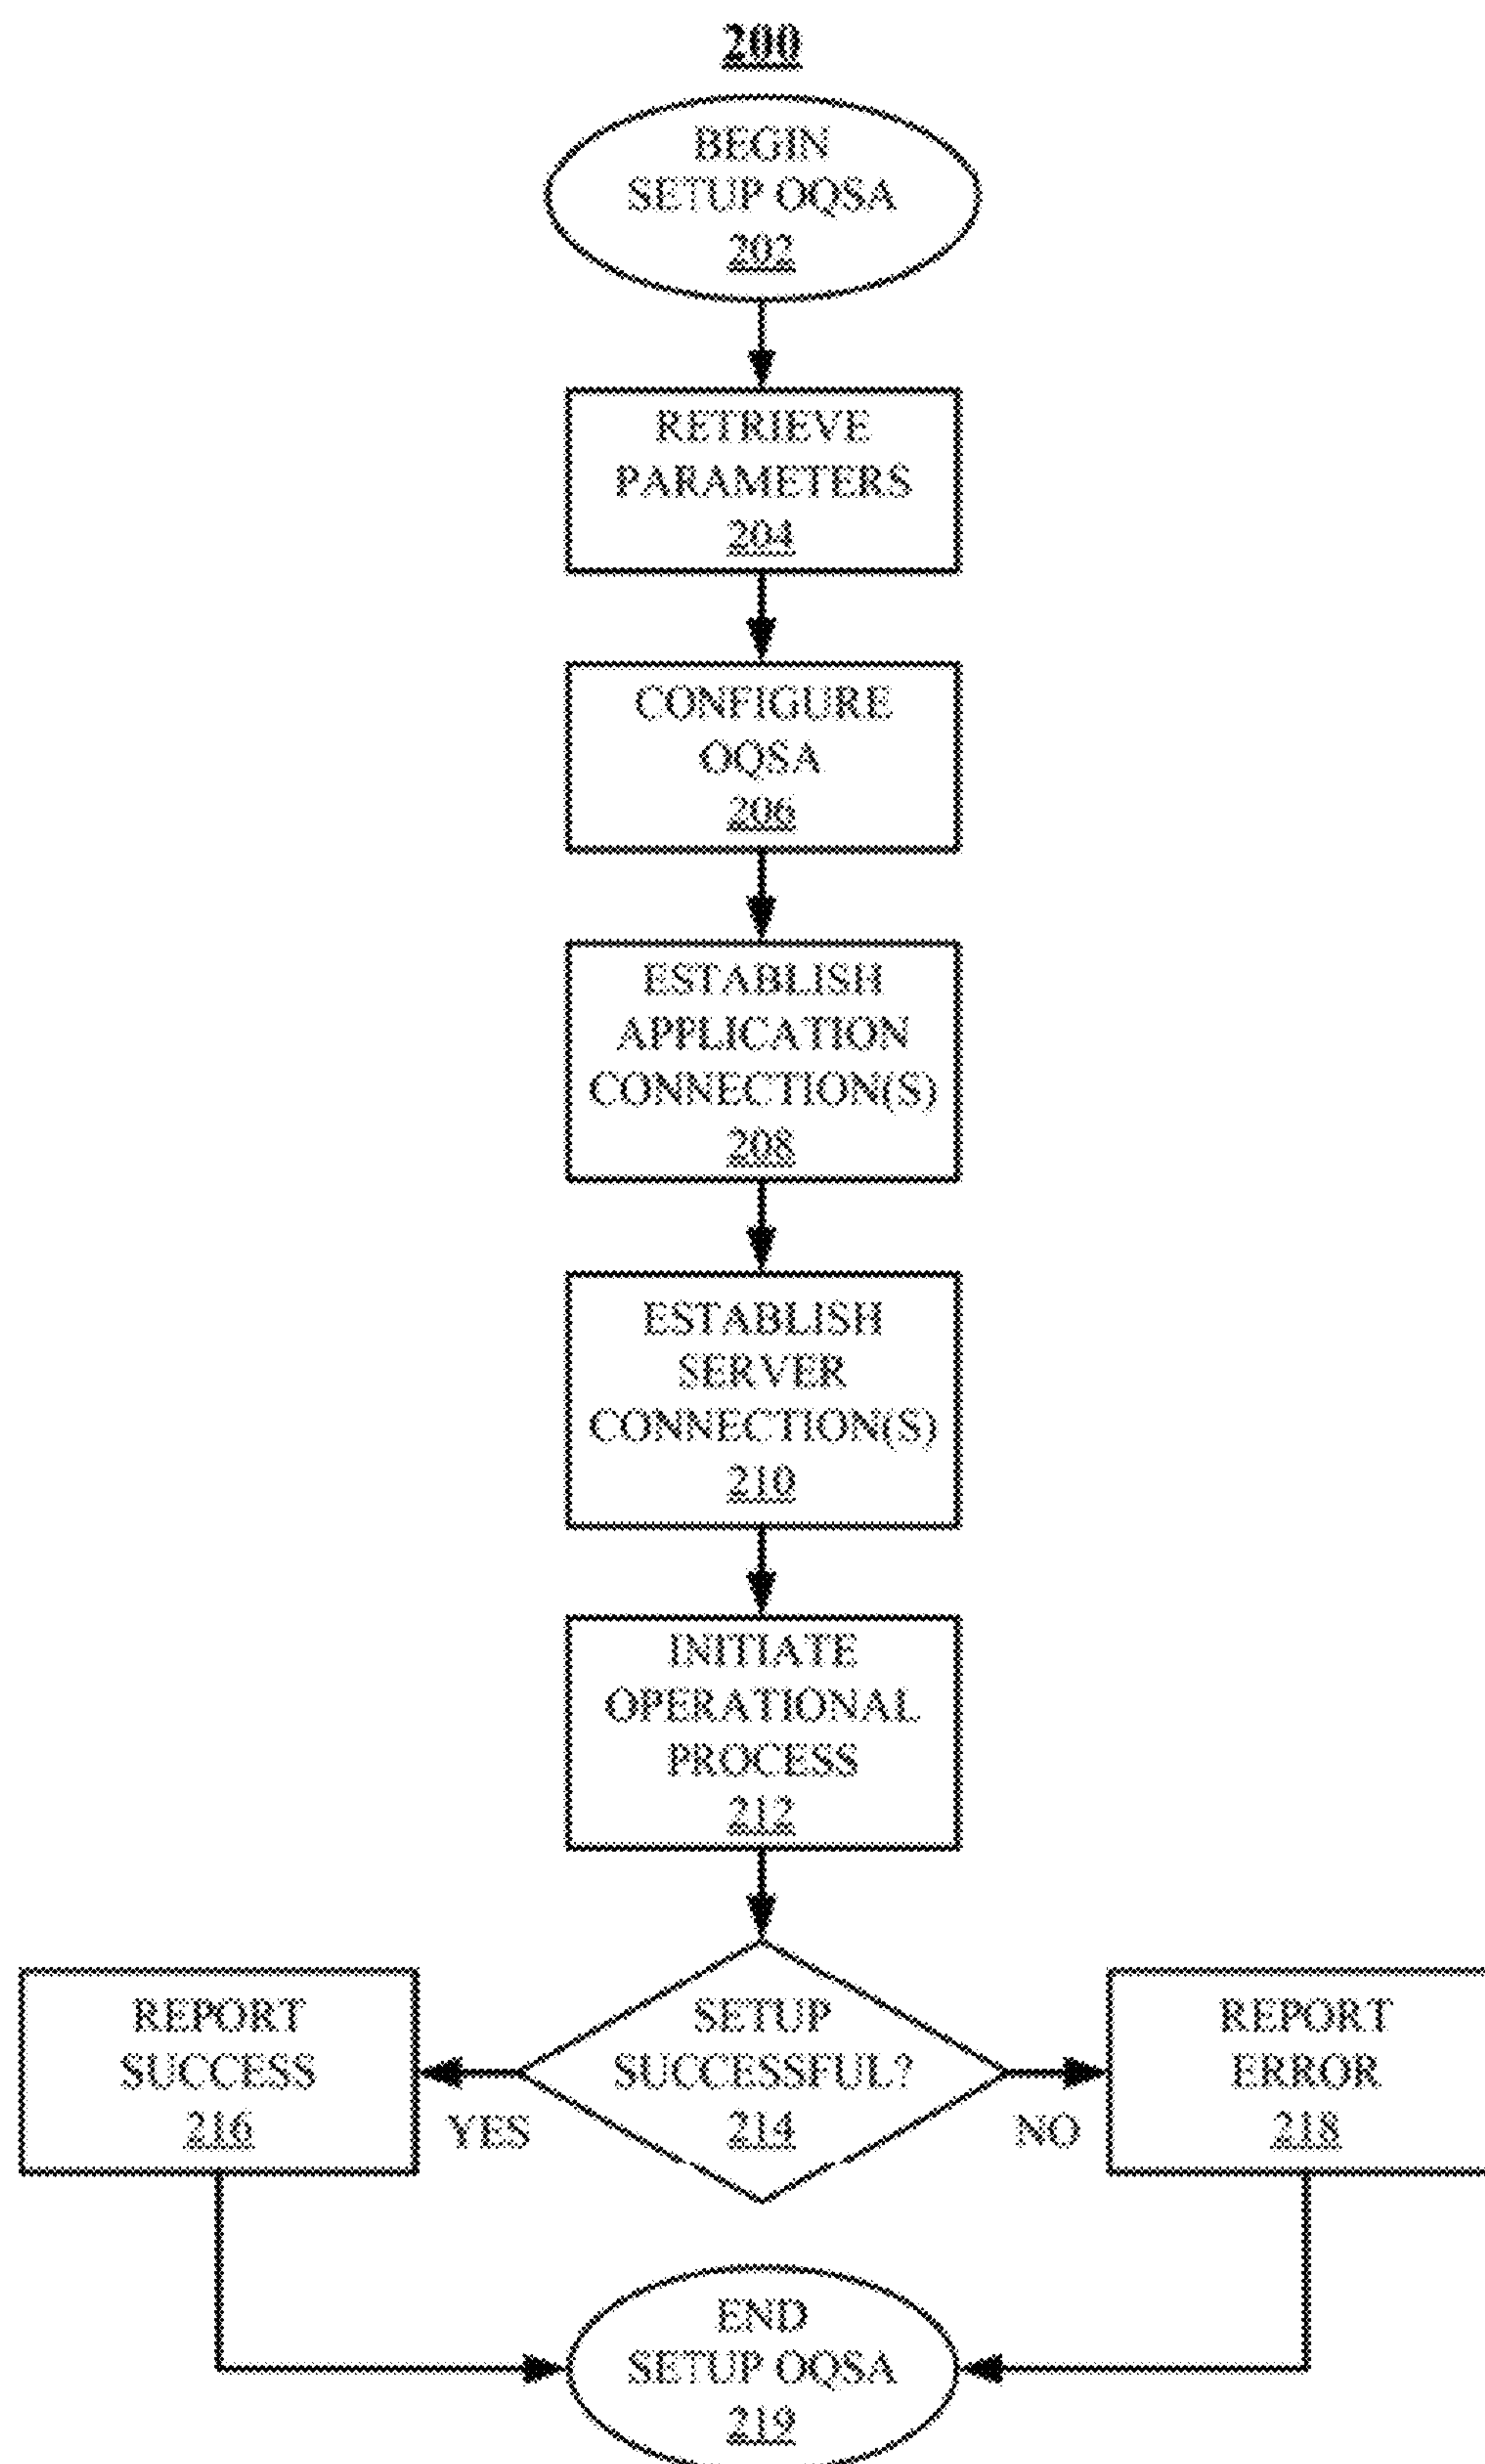 200
BEGIN
SETUP OQSA
202
RETRIEVE
PARAMETERS
204
CONFIGURE
OQSA
206
ESTABLISH
APPLICATION
CONNECTION(S)
208
ESTABLISH
SERVER
CONNECTION(S)
210
INITIATE
OPERATIONAL
PROCESS
212
SETUP
SUCCESSFUL?
214
YES
NO
REPORT
SUCCESS
216
REPORT
ERROR
218
END
SETUP OQSA
219